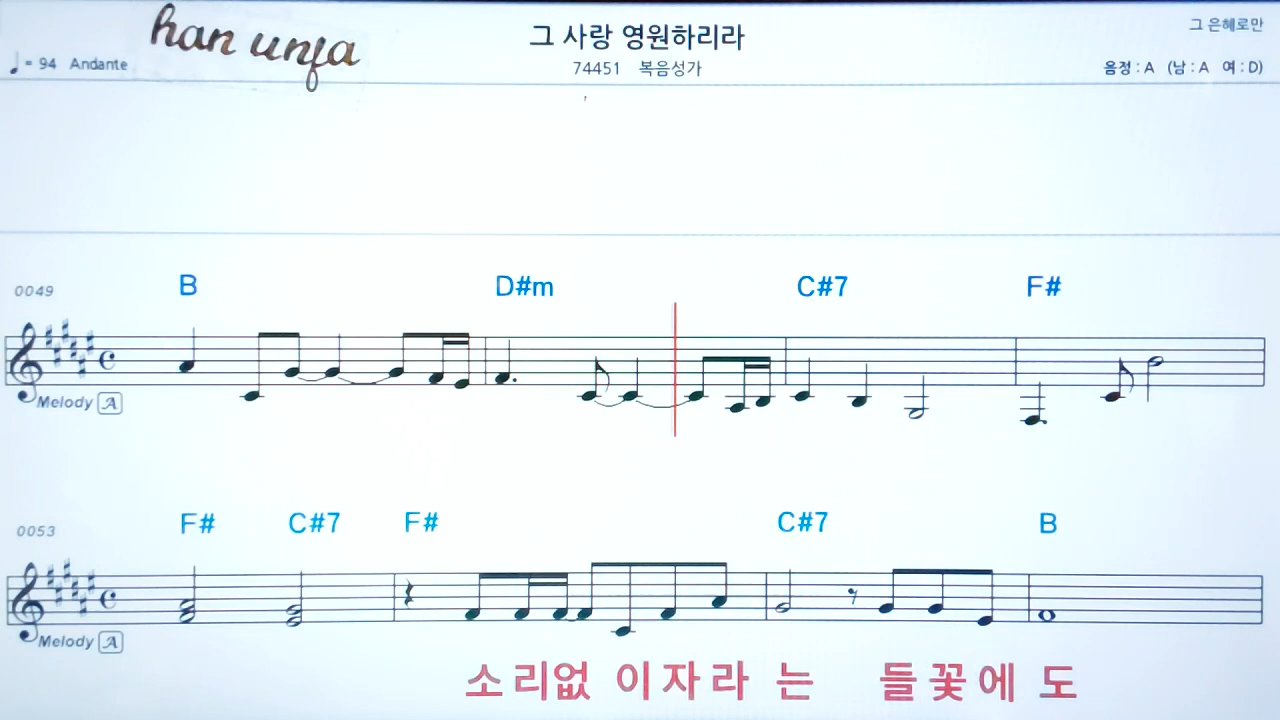 han unfa
그 사랑 영원하리라
그 은혜로만
♩= 94 Andante
74451 복음성가
음정 : A (남 : A 여 : D)
B D#m C#7 F#
0049
Melody A
F# C#7 F# C#7 B
0053
Melody A
소리없 이자라 는 들꽃에 도